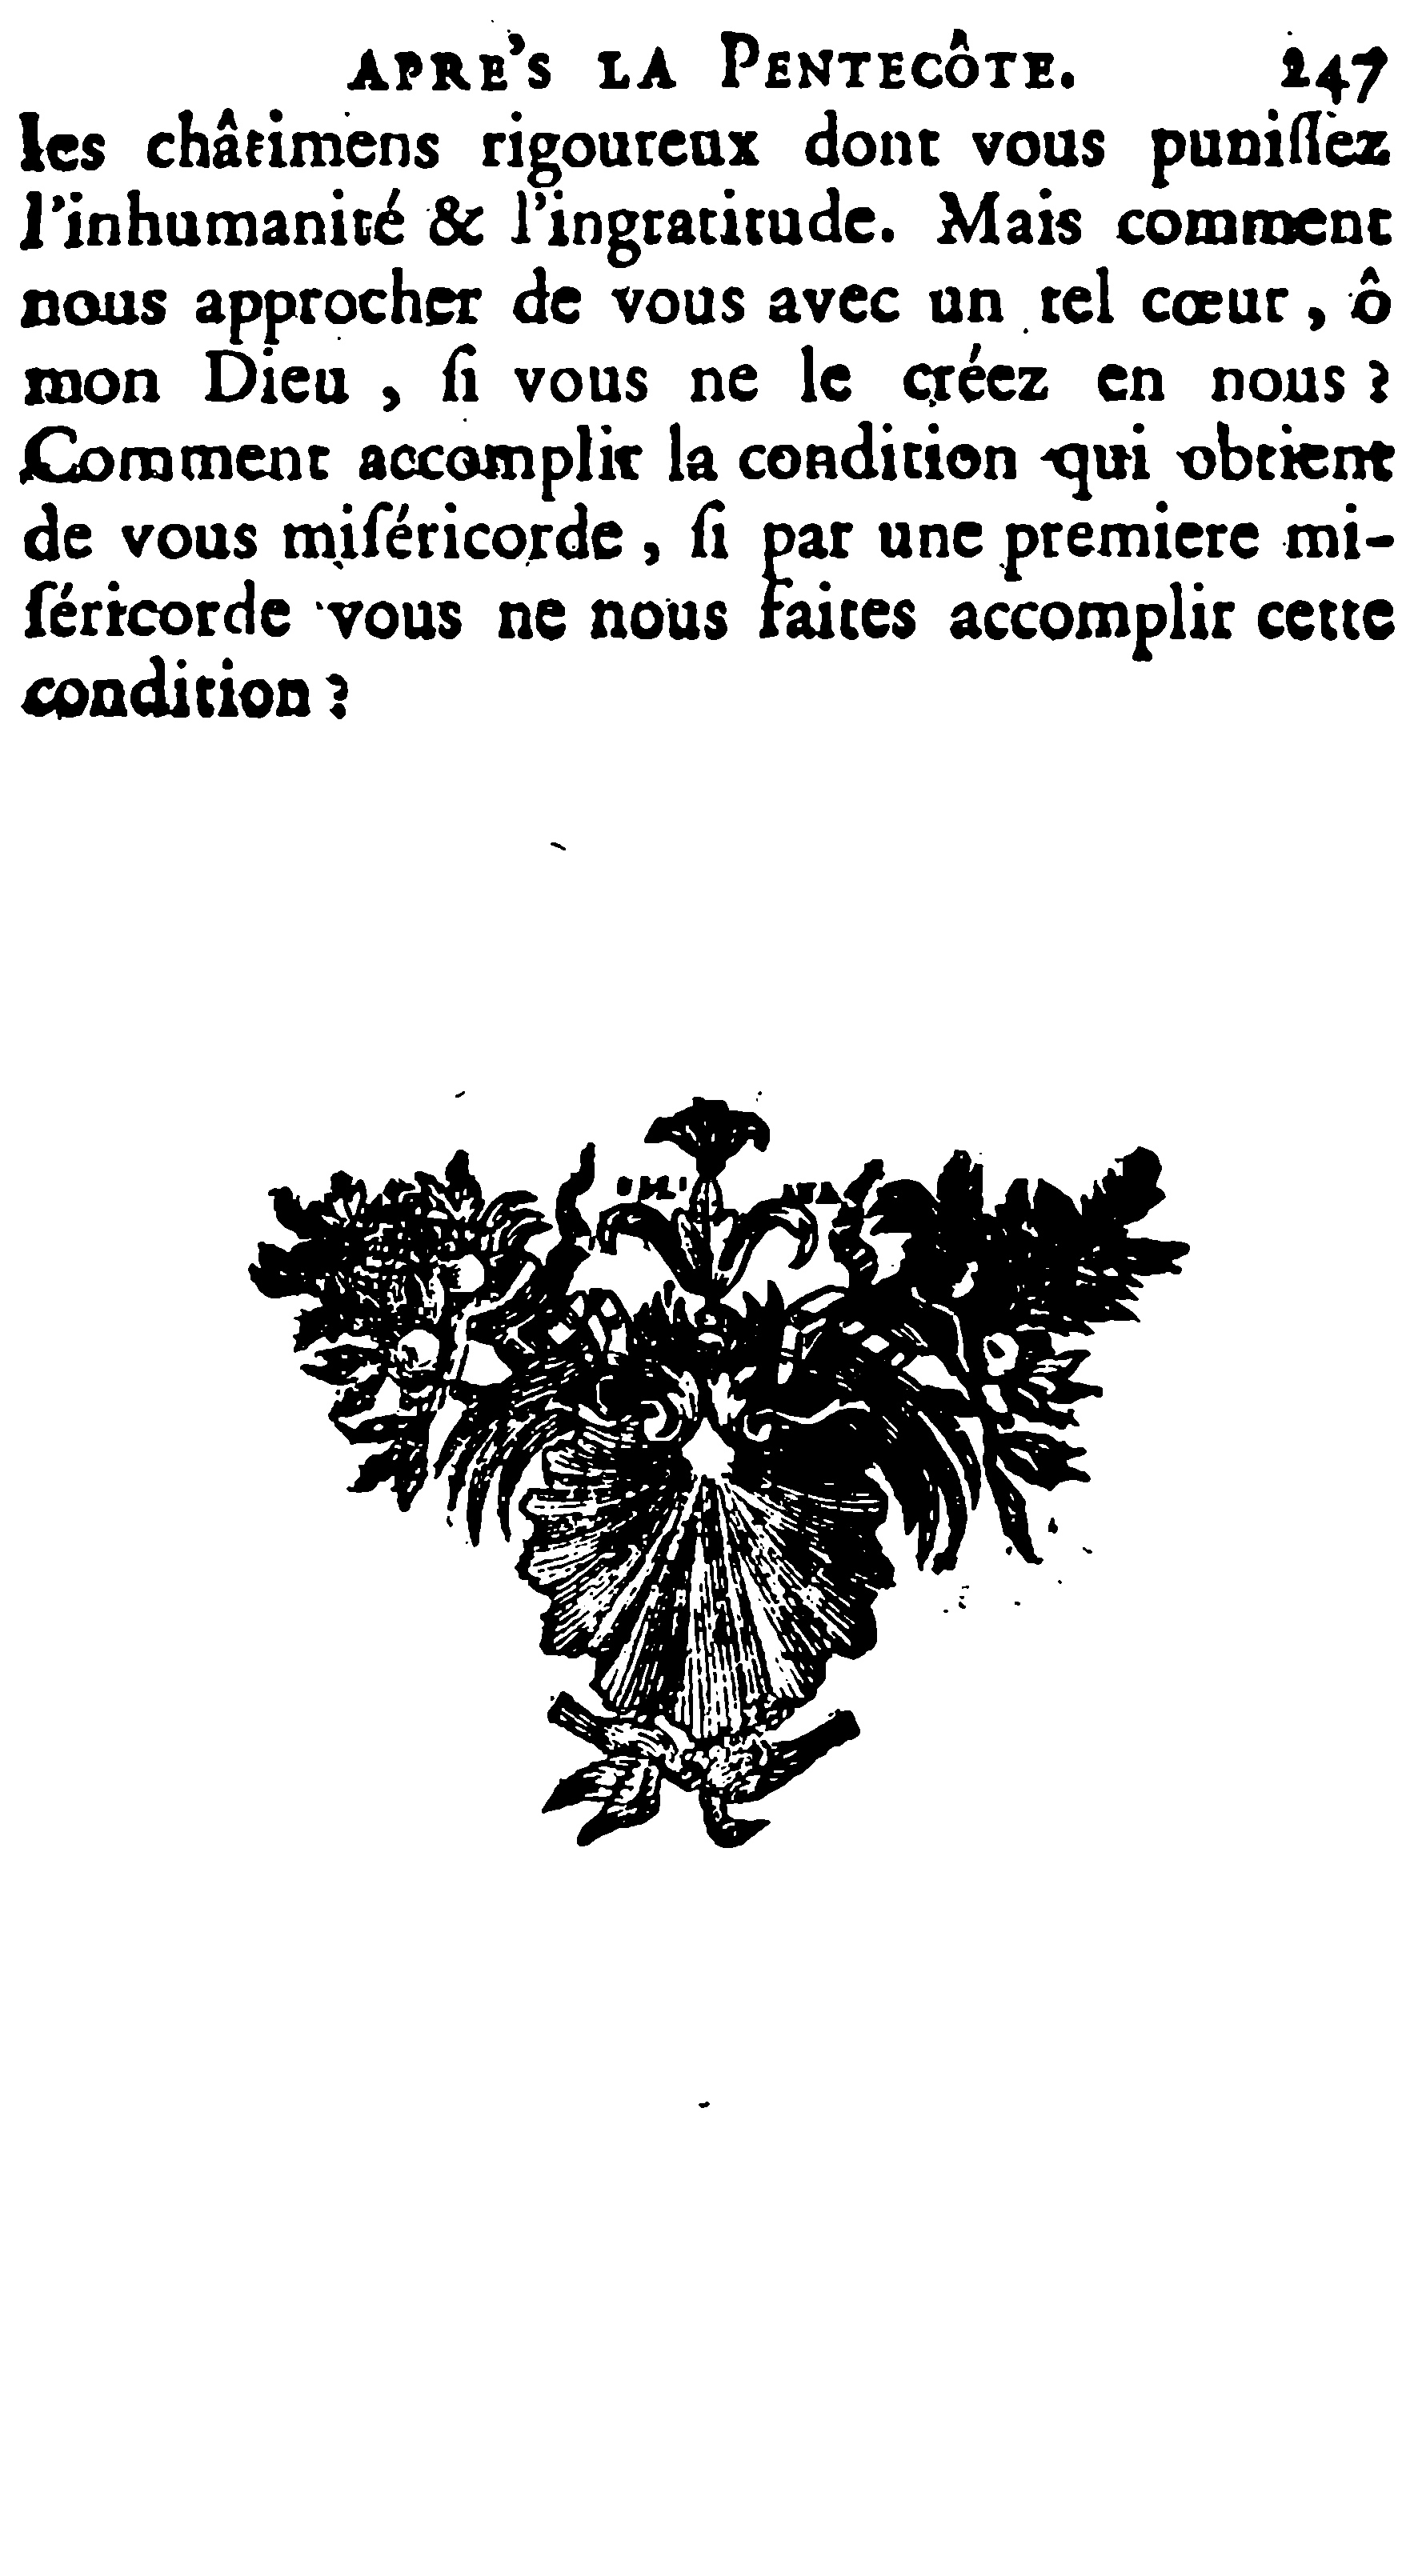 APRE'S LA PENTECÔTE. 247
les châtimens rigoureux dont vous puniſſez
l'inhumanité & l'ingratitude. Mais comment
nous approcher de vous avec un tel cœur, ô
mon Dieu, ſi vous ne le créez en nous ?
Comment accomplir la condition qui obtient
de vous miſéricorde, ſi par une premiere mi-
ſéricorde vous ne nous faites accomplir cette
condition ?